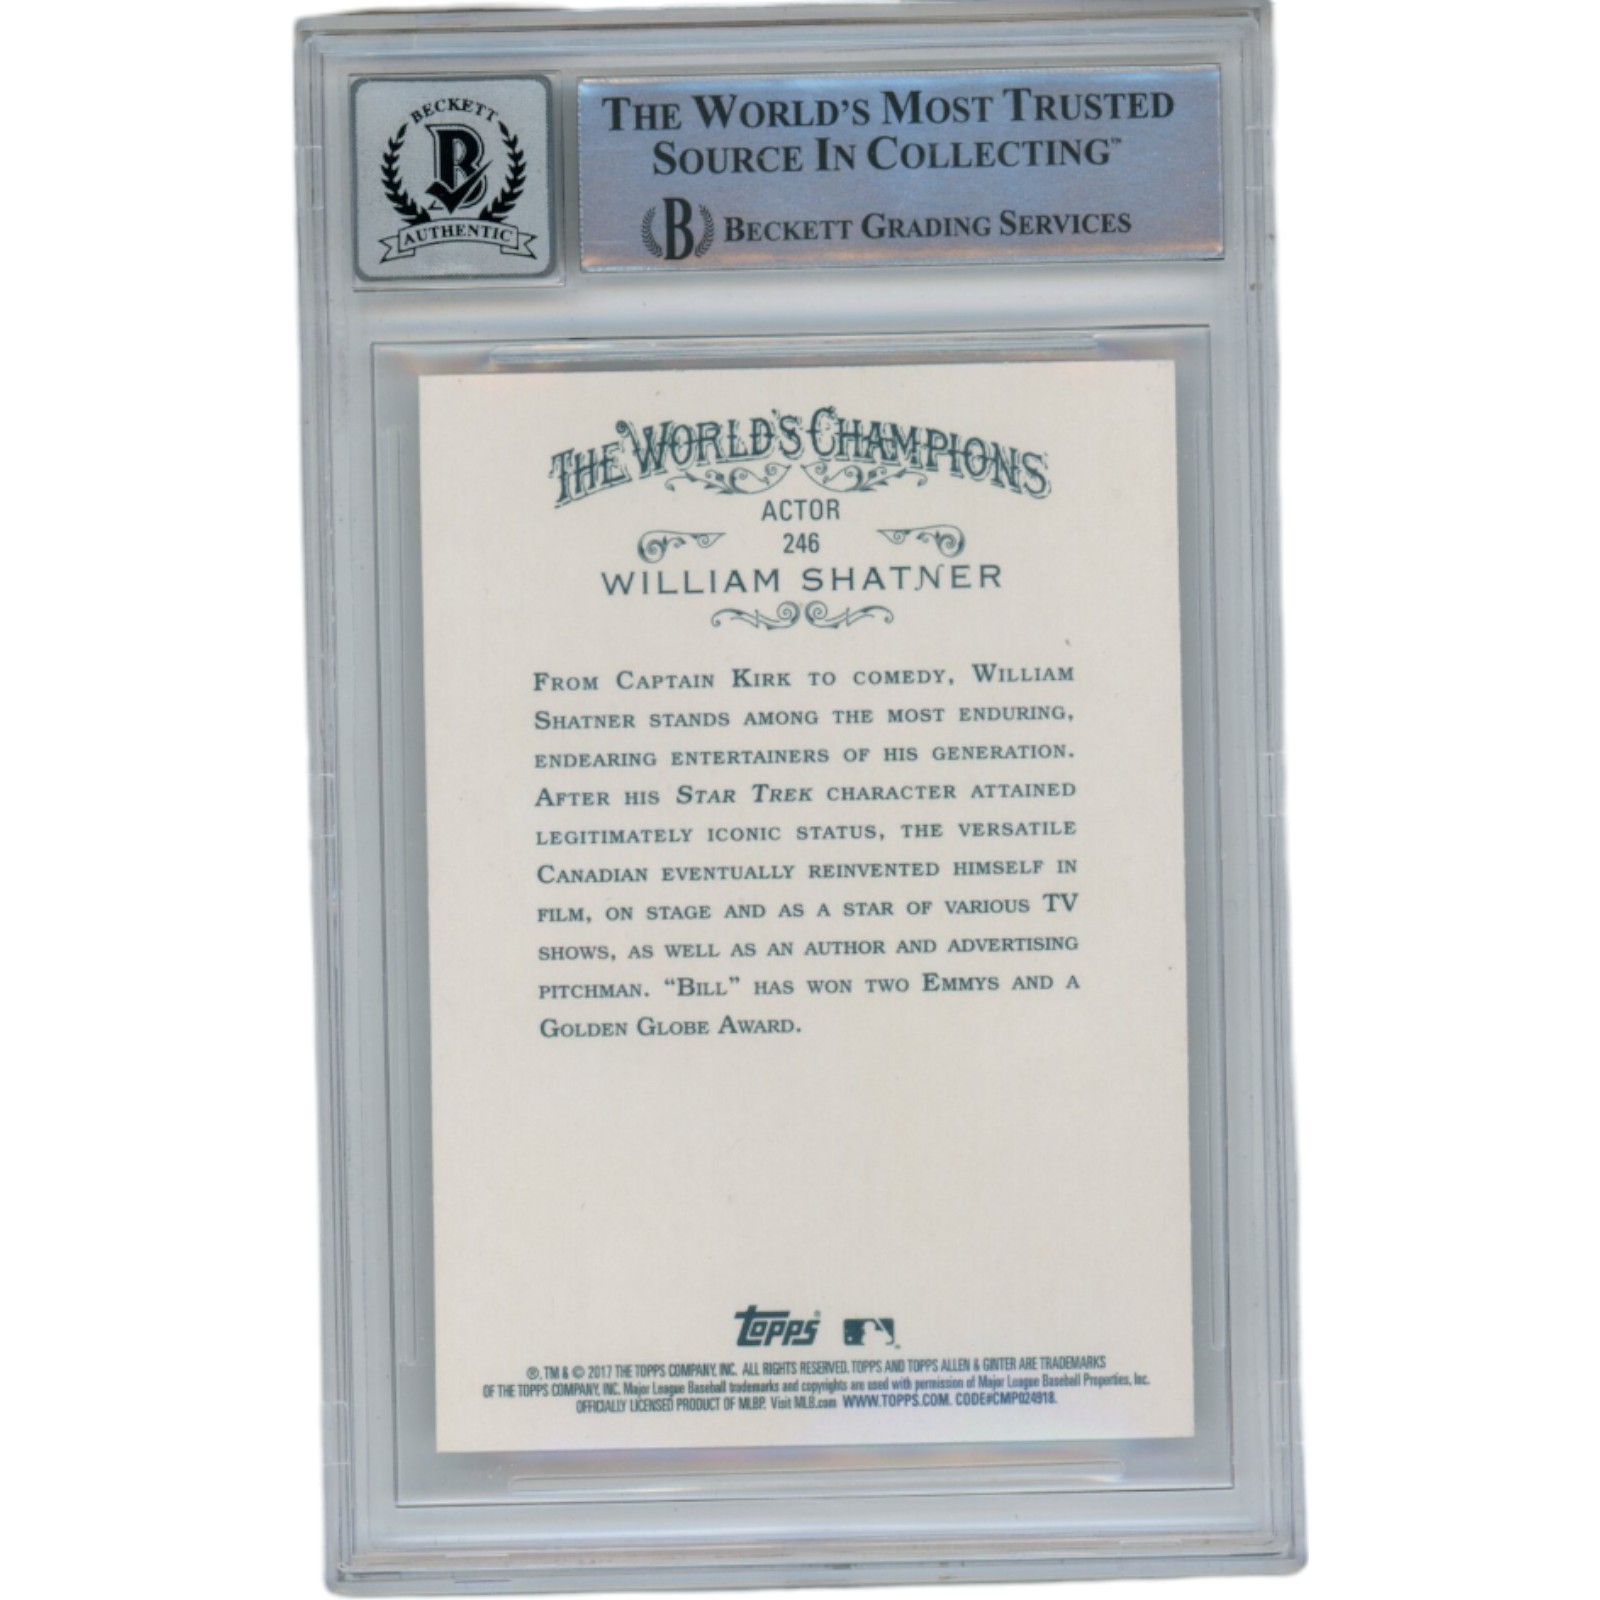 BECKETT
B
AUTHENTIC
THE WORLD'S MOST TRUSTED
SOURCE IN COLLECTING™
B BECKETT GRADING SERVICES
THE WORLD'S CHAMPIONS
ACTOR
246
WILLIAM SHATNER
FROM CAPTAIN KIRK TO COMEDY, WILLIAM
SHATNER STANDS AMONG THE MOST ENDURING,
ENDEARING ENTERTAINERS OF HIS GENERATION.
AFTER HIS STAR TREK CHARACTER ATTAINED
LEGITIMATELY ICONIC STATUS, THE VERSATILE
CANADIAN EVENTUALLY REINVENTED HIMSELF IN
FILM, ON STAGE AND AS A STAR OF VARIOUS TV
SHOWS, AS WELL AS AN AUTHOR AND ADVERTISING
PITCHMAN. “BILL” HAS WON TWO EMMYS AND A
GOLDEN GLOBE AWARD.
topps®
®, TM & © 2017 THE TOPPS COMPANY, INC. ALL RIGHTS RESERVED. TOPPS AND TOPPS ALLEN & GINTER ARE TRADEMARKS
OF THE TOPPS COMPANY, INC. Major League Baseball trademarks and copyrights are used with permission of Major League Baseball Properties, Inc.
OFFICIALLY LICENSED PRODUCT OF MLBP. Visit MLB.com WWW.TOPPS.COM. CODE#CMP024918.